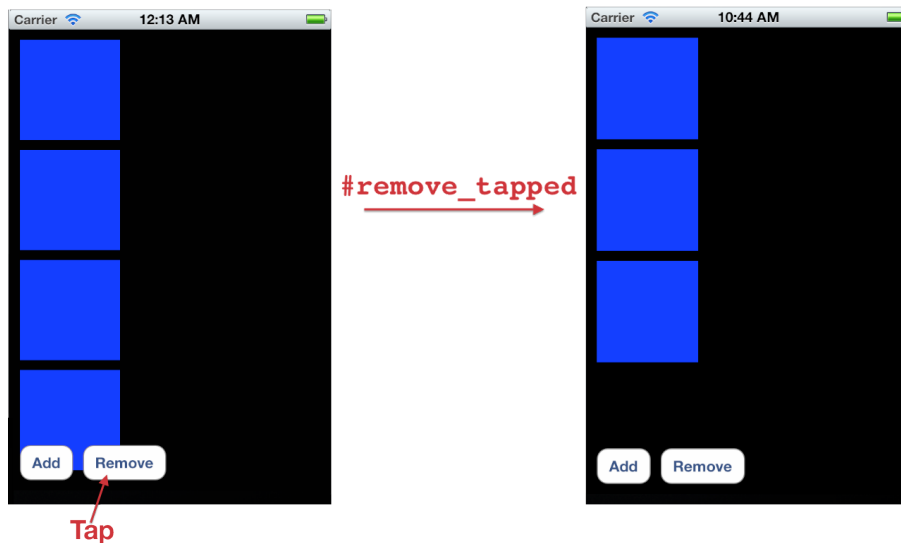 Carrier 12:13 AM
Add Remove
Tap
#remove_tapped
Carrier 10:44 AM
Add Remove